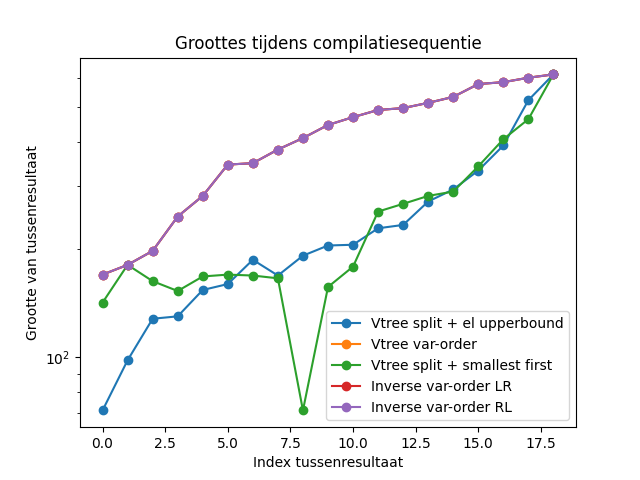 Groottes tijdens compilatiesequentie
Grootte van tussenresultaat
10²
Vtree split + el upperbound
Vtree var-order
Vtree split + smallest first
Inverse var-order LR
Inverse var-order RL
0.0 2.5 5.0 7.5 10.0 12.5 15.0 17.5
Index tussenresultaat